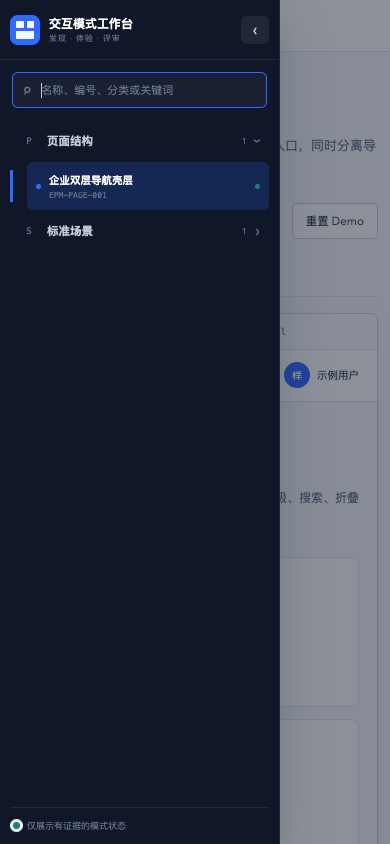 交互模式工作台
发现 · 体验 · 评审
名称、编号、分类或关键词
P 页面结构 1
企业双层导航壳层
EPM-PAGE-001
S 标准场景 1
仅展示有证据的模式状态
入口，同时分离导
重置 Demo
样 示例用户
及、搜索、折叠